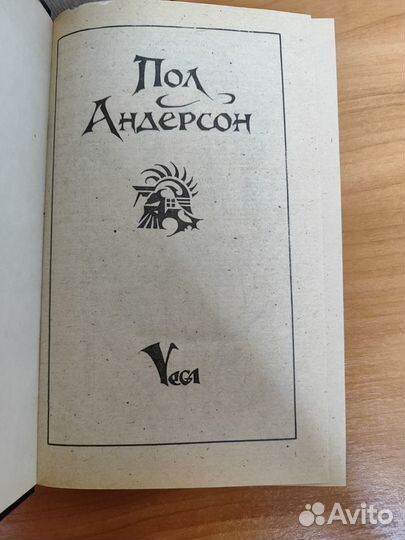 Пол
Андерсон
Vega
Avito